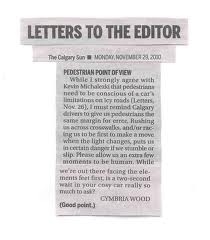 LETTERS TO THE EDITOR
The Calgary Sun ■ MONDAY, NOVEMBER 29, 2010
PEDESTRIAN POINT OF VIEW
While I strongly agree with
Kevin Michaleski that pedestrians
need to be conscious of a car's
limitations on icy roads (Letters,
Nov. 26), I must remind Calgary
drivers to give us pedestrians the
same margin for error. Rushing
us across crosswalks, and/or rac-
ing us to be first to make a move
when the light changes, puts us
in certain danger if we stumble or
slip. Please allow us an extra few
moments to be human. While
we're out there facing the ele-
ments feet first, is a two-second
wait in your cosy car really so
much to ask?
CYMBRIA WOOD
(Good point.)